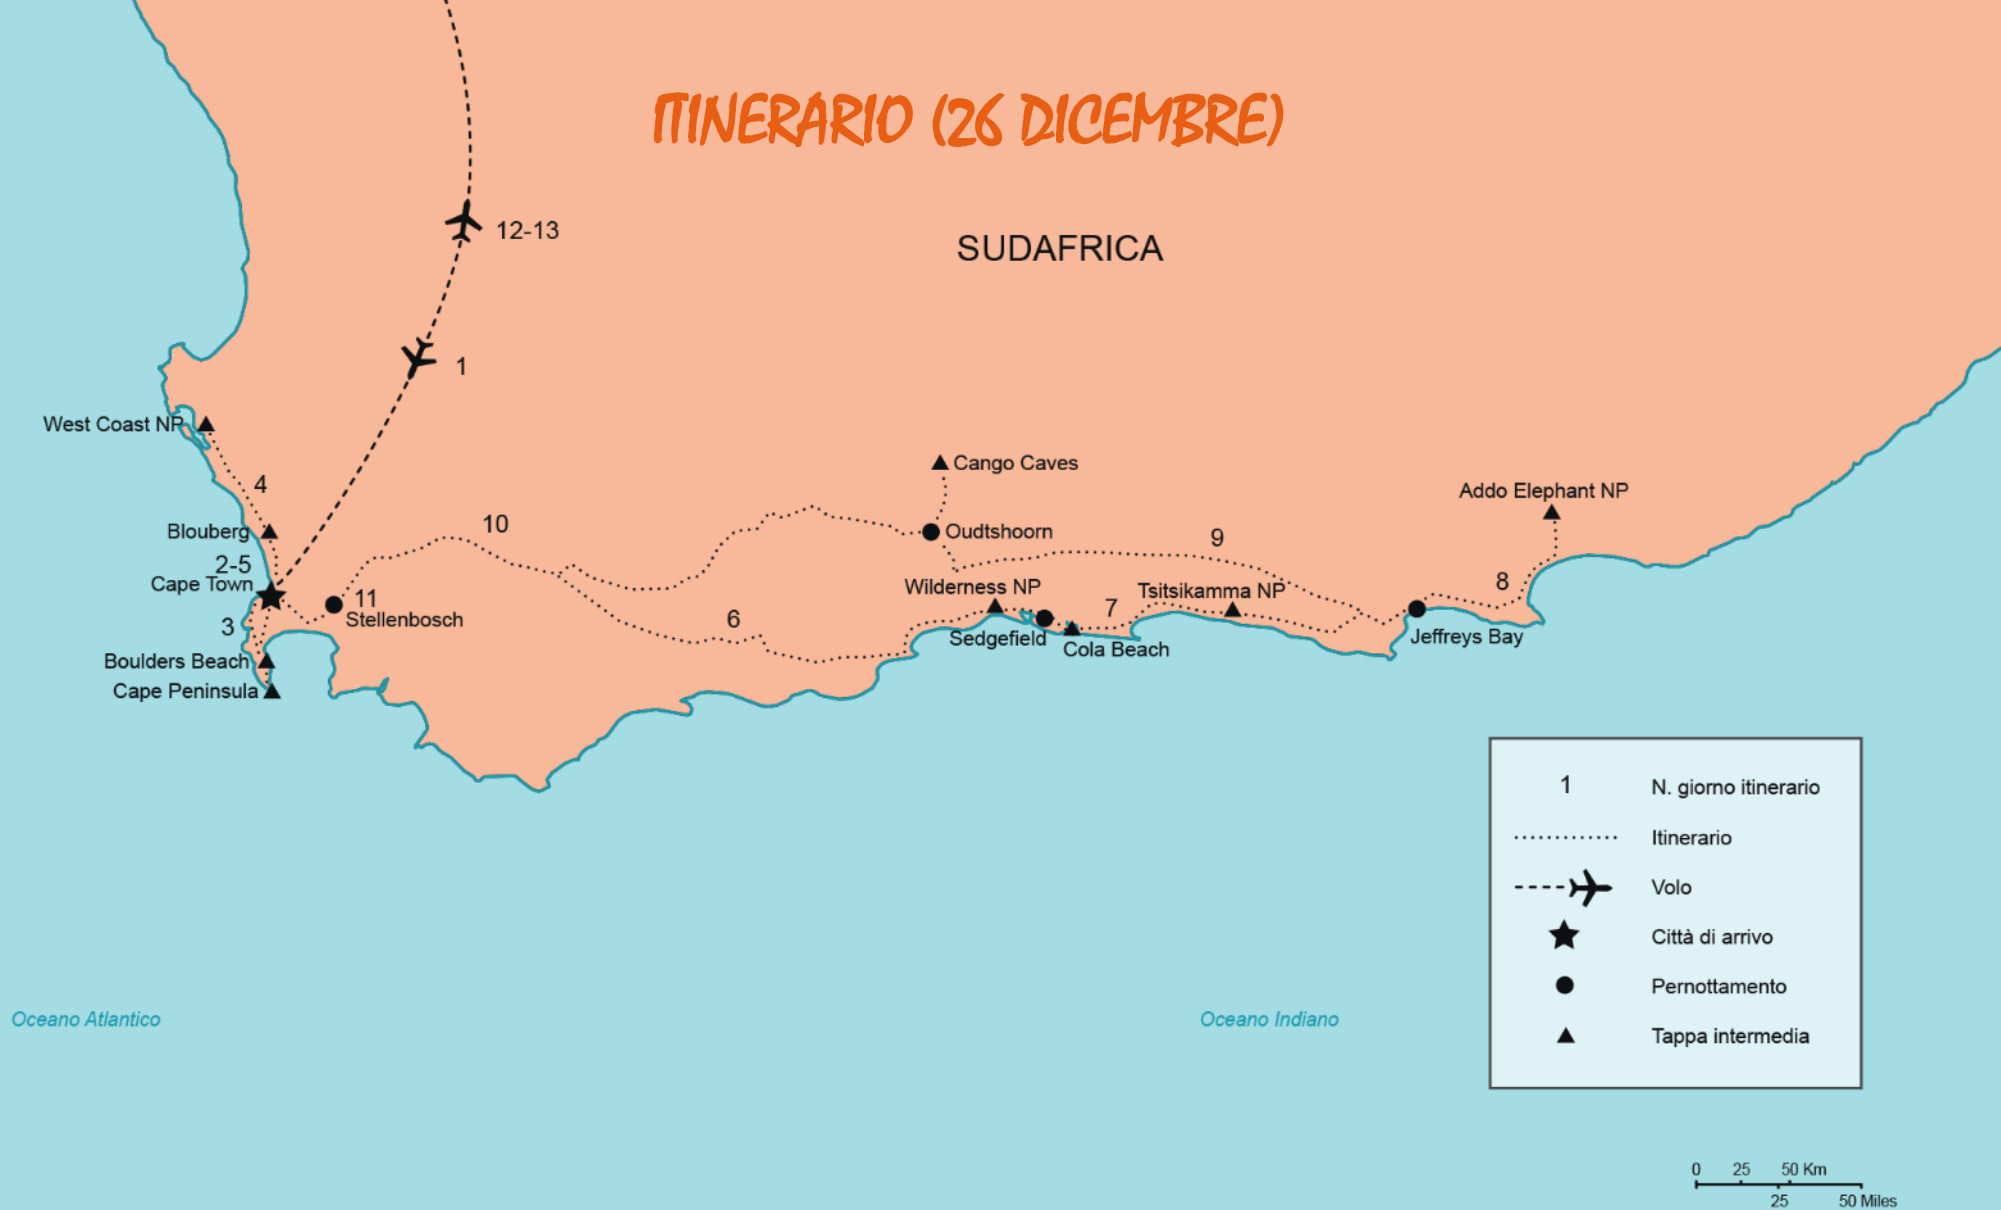 ITINERARIO (26 DICEMBRE)
12-13
SUDAFRICA
1
West Coast NP
Cango Caves
4
Addo Elephant NP
10
Blouberg
Oudtshoorn
9
2-5
Cape Town
Wilderness NP
Tsitsikamma NP
8
11
Stellenbosch
7
6
3
Sedgefield
Cola Beach
Jeffreys Bay
Boulders Beach
Cape Peninsula
1 N. giorno itinerario
Itinerario
Volo
Città di arrivo
Pernottamento
Tappa intermedia
Oceano Atlantico
Oceano Indiano
0 25 50 Km
25 50 Miles